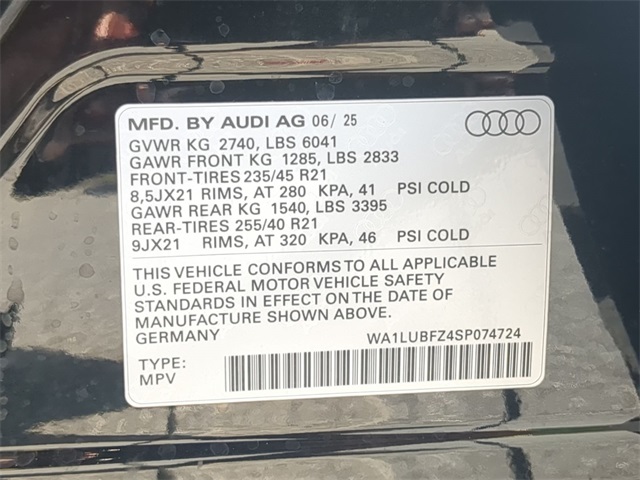 MFD. BY AUDI AG 06/ 25
GVWR KG 2740, LBS 6041
GAWR FRONT KG 1285, LBS 2833
FRONT-TIRES 235/45 R21
8,5JX21 RIMS, AT 280 KPA, 41 PSI COLD
GAWR REAR KG 1540, LBS 3395
REAR-TIRES 255/40 R21
9JX21 RIMS, AT 320 KPA, 46 PSI COLD
THIS VEHICLE CONFORMS TO ALL APPLICABLE
U.S. FEDERAL MOTOR VEHICLE SAFETY
STANDARDS IN EFFECT ON THE DATE OF
MANUFACTURE SHOWN ABOVE.
GERMANY WA1LUBFZ4SP074724
TYPE:
MPV